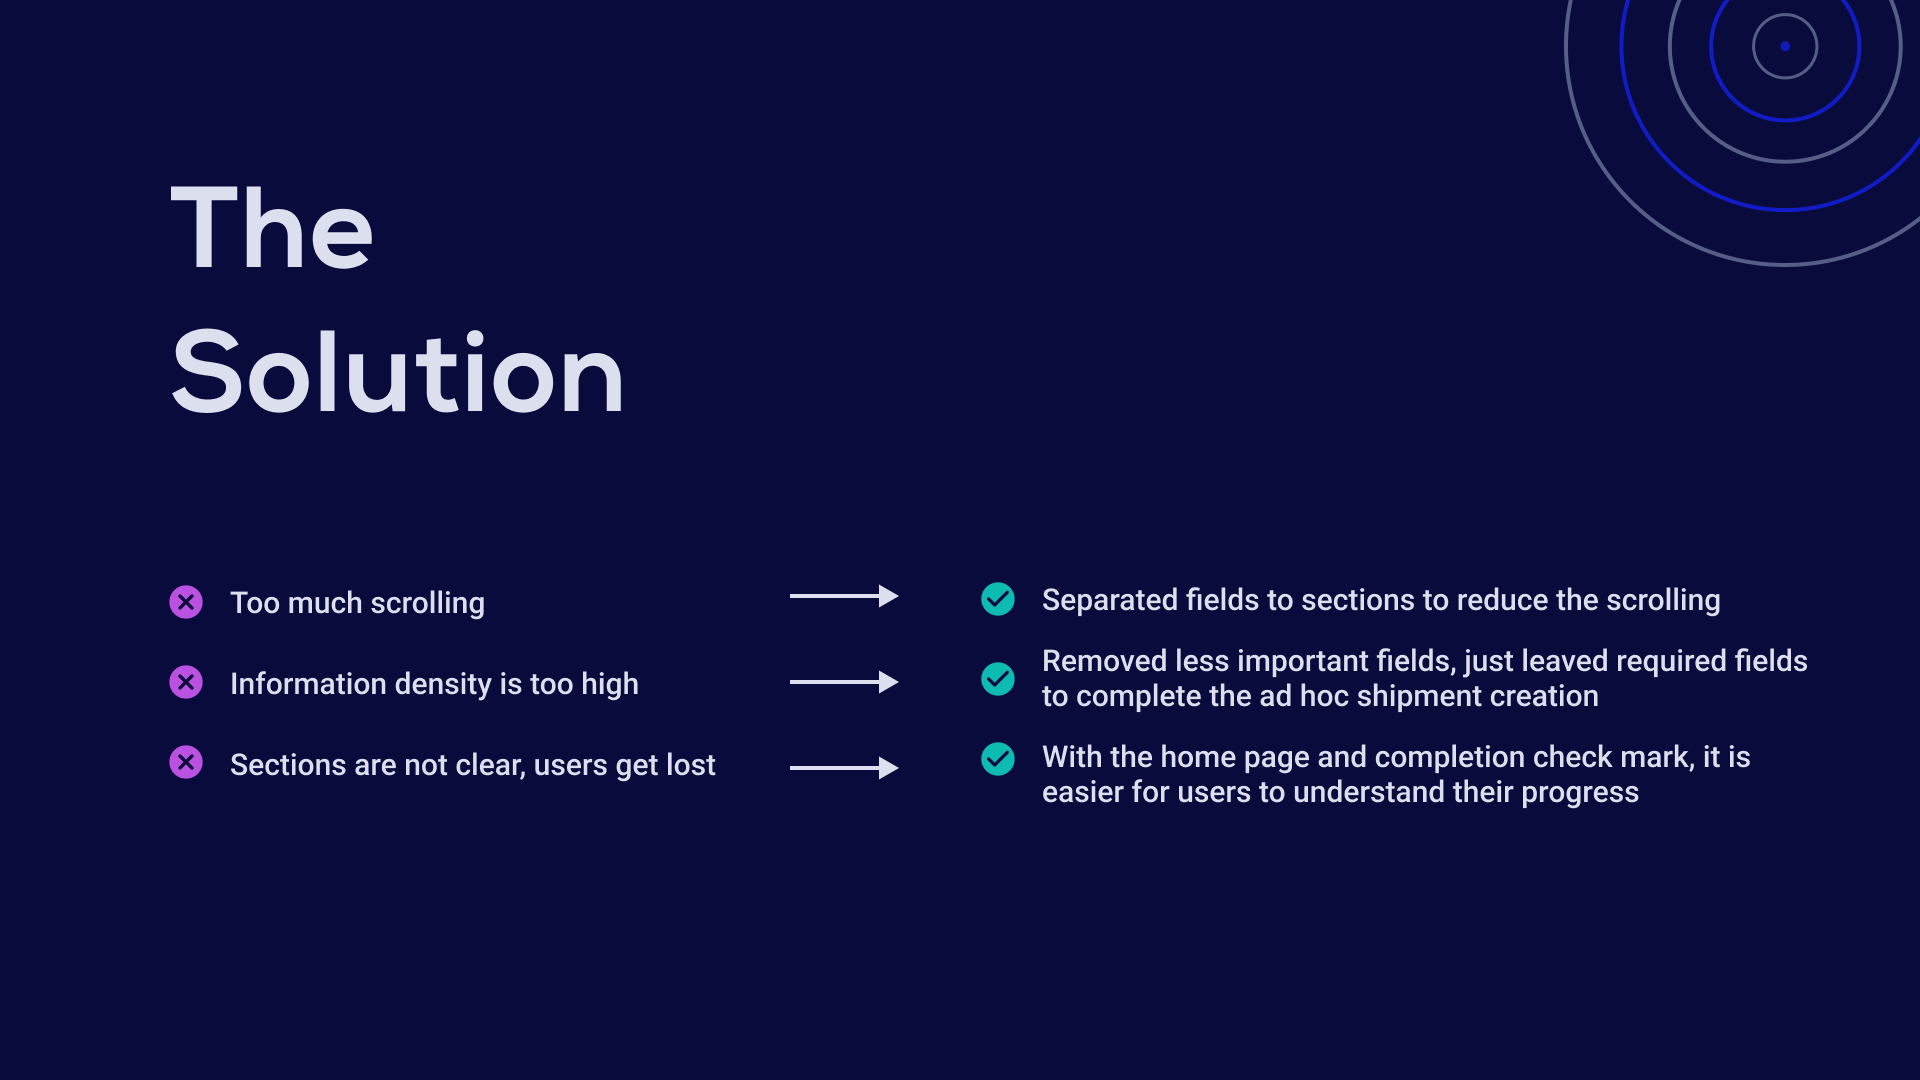 The
Solution
Too much scrolling
Separated fields to sections to reduce the scrolling
Information density is too high
Removed less important fields, just leaved required fields
to complete the ad hoc shipment creation
Sections are not clear, users get lost
With the home page and completion check mark, it is
easier for users to understand their progress